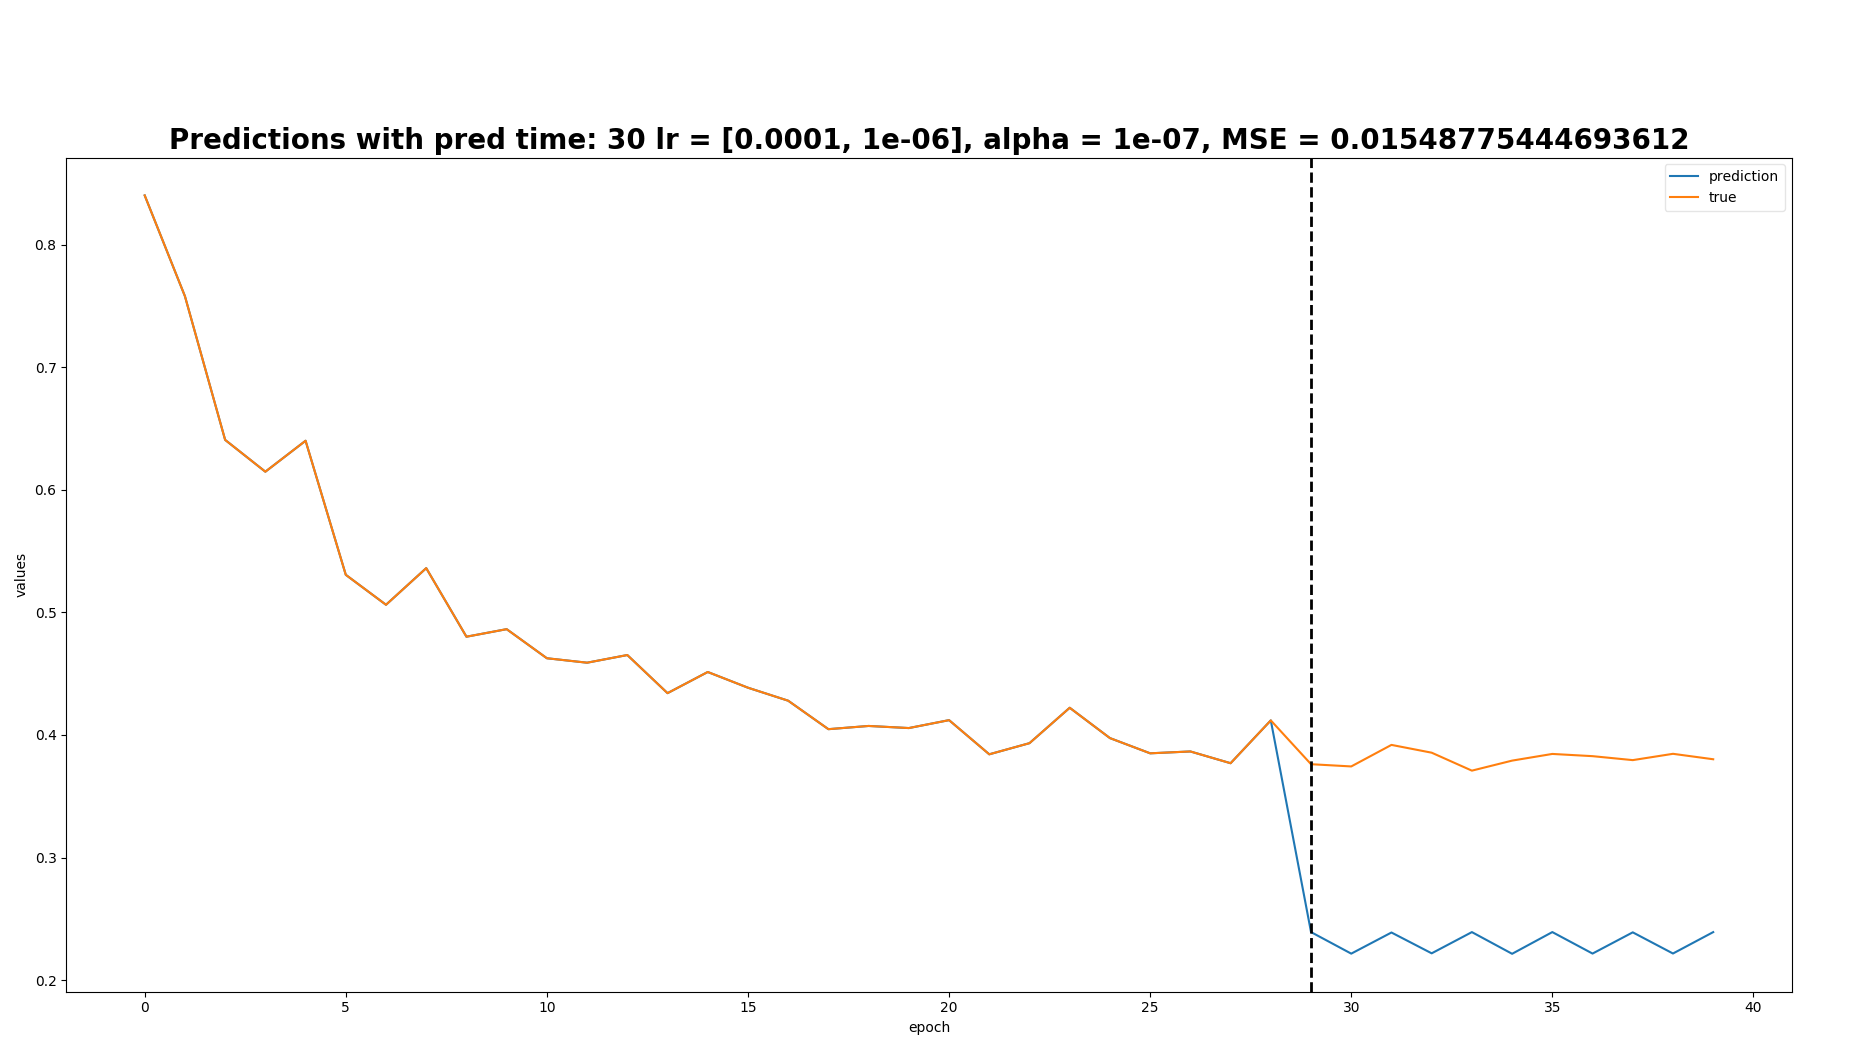 Predictions with pred time: 30 lr = [0.0001, 1e-06], alpha = 1e-07, MSE = 0.01548775444693612
prediction
true
values
0.8
0.7
0.6
0.5
0.4
0.3
0.2
0 5 10 15 20 25 30 35 40
epoch